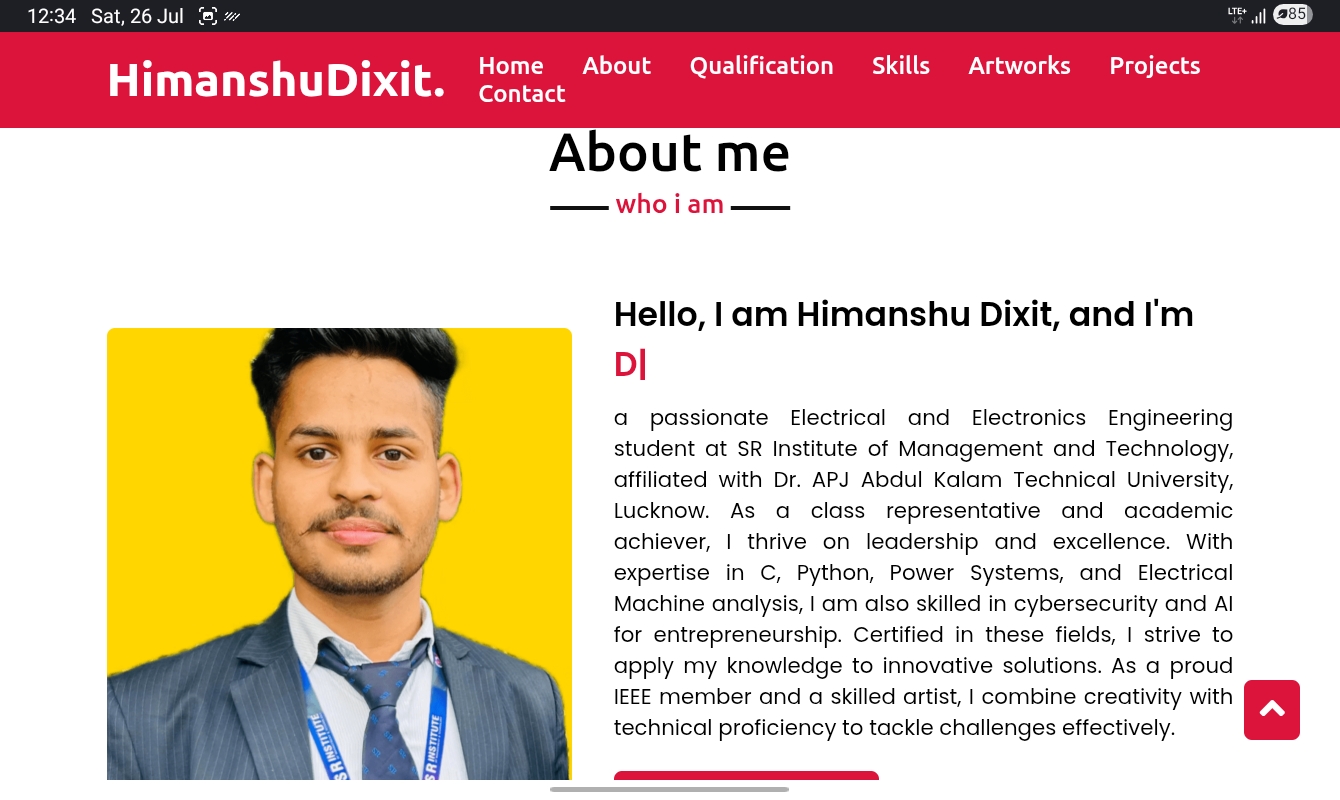 12:34 Sat, 26 Jul
LTE+ 85
HimanshuDixit.
Home About Qualification Skills Artworks Projects
Contact
About me
who i am
Hello, I am Himanshu Dixit, and I'm
D|
a passionate Electrical and Electronics Engineering
student at SR Institute of Management and Technology,
affiliated with Dr. APJ Abdul Kalam Technical University,
Lucknow. As a class representative and academic
achiever, I thrive on leadership and excellence. With
expertise in C, Python, Power Systems, and Electrical
Machine analysis, I am also skilled in cybersecurity and AI
for entrepreneurship. Certified in these fields, I strive to
apply my knowledge to innovative solutions. As a proud
IEEE member and a skilled artist, I combine creativity with
technical proficiency to tackle challenges effectively.
S R INSTITUTE
S R INSTITUTE